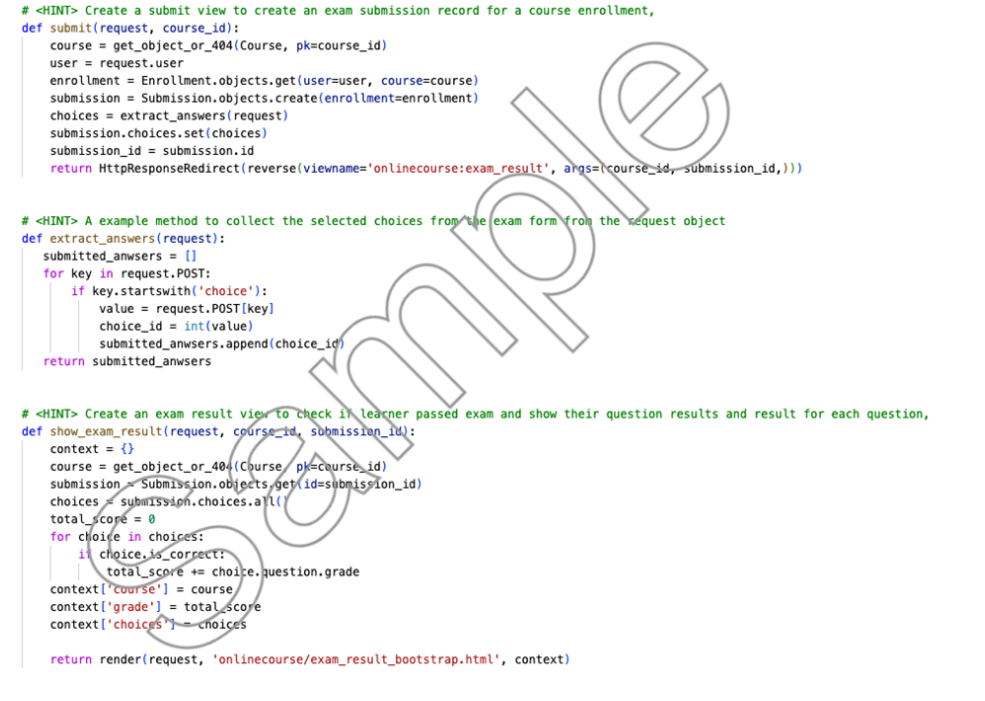 # <HINT> Create a submit view to create an exam submission record for a course enrollment,
def submit(request, course_id):
    course = get_object_or_404(Course, pk=course_id)
    user = request.user
    enrollment = Enrollment.objects.get(user=user, course=course)
    submission = Submission.objects.create(enrollment=enrollment)
    choices = extract_answers(request)
    submission.choices.set(choices)
    submission_id = submission.id
    return HttpResponseRedirect(reverse(viewname='onlinecourse:exam_result', args=(course_id, submission_id,)))
# <HINT> A example method to collect the selected choices from the exam form from the request object
def extract_answers(request):
   submitted_anwsers = []
   for key in request.POST:
       if key.startswith('choice'):
           value = request.POST[key]
           choice_id = int(value)
           submitted_anwsers.append(choice_id)
   return submitted_anwsers
# <HINT> Create an exam result view to check if learner passed exam and show their question results and result for each question,
def show_exam_result(request, course_id, submission_id):
    context = {}
    course = get_object_or_404(Course, pk=course_id)
    submission = Submission.objects.get(id=submission_id)
    choices = submission.choices.all()
    total_score = 0
    for choice in choices:
        if choice.is_correct:
            total_score += choice.question.grade
    context['course'] = course
    context['grade'] = total_score
    context['choices'] = choices
    return render(request, 'onlinecourse/exam_result_bootstrap.html', context)
Sample